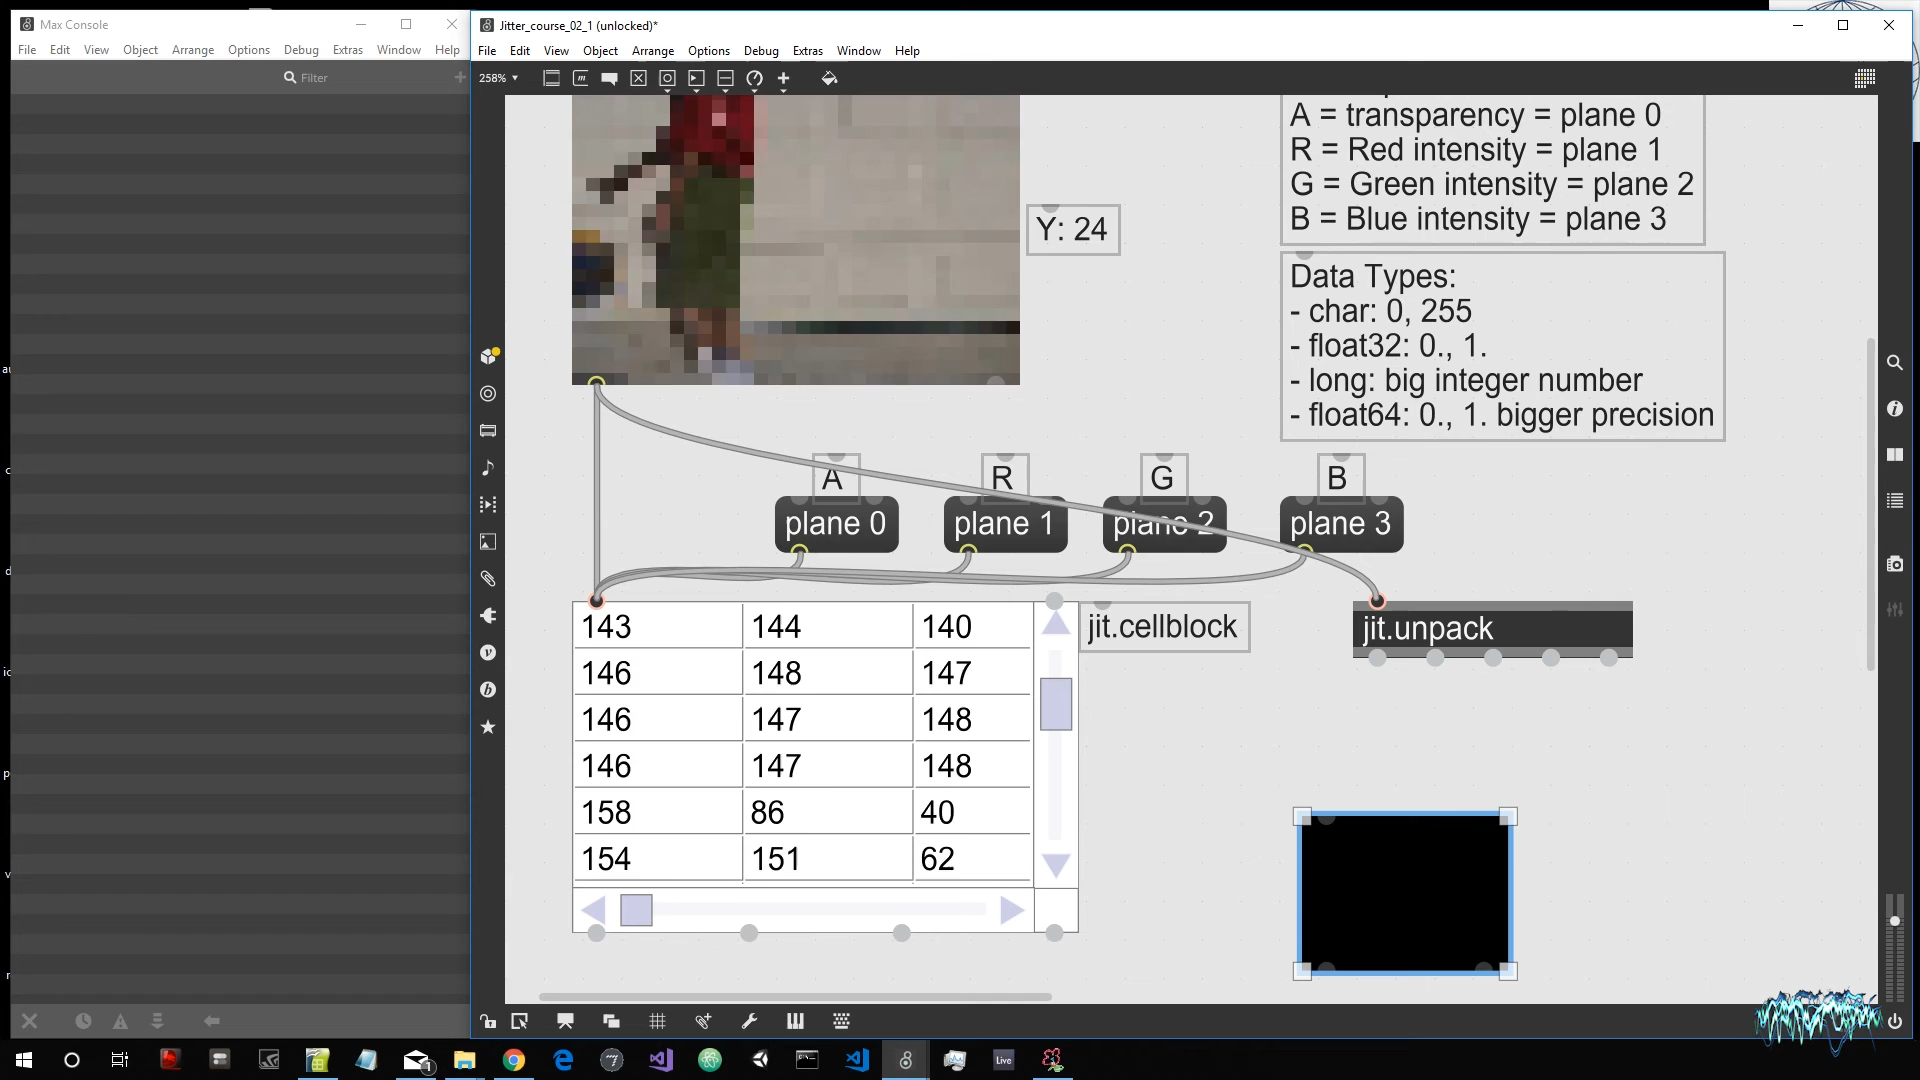 Max Console
File Edit View Object Arrange Options Debug Extras Window Help
Filter
Jitter_course_02_1 (unlocked)*
File Edit View Object Arrange Options Debug Extras Window Help
258%
A = transparency = plane 0
R = Red intensity = plane 1
G = Green intensity = plane 2
B = Blue intensity = plane 3
Y: 24
Data Types:
- char: 0, 255
- float32: 0., 1.
- long: big integer number
- float64: 0., 1. bigger precision
A R G B
plane 0 plane 1 plane 2 plane 3
143 144 140
146 148 147
146 147 148
146 147 148
158 86 40
154 151 62
jit.cellblock
jit.unpack
Live